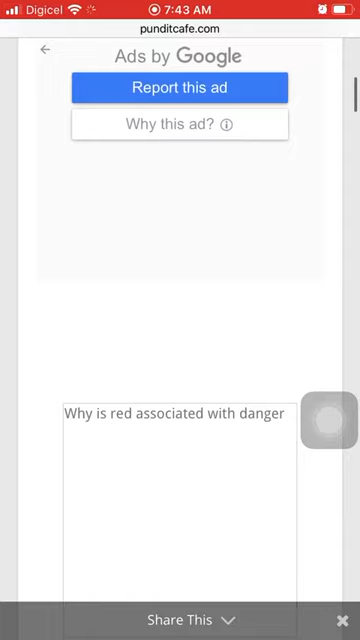 Digicel 7:43 AM
punditcafe.com
Ads by Google
Report this ad
Why this ad?
Why is red associated with danger
Share This